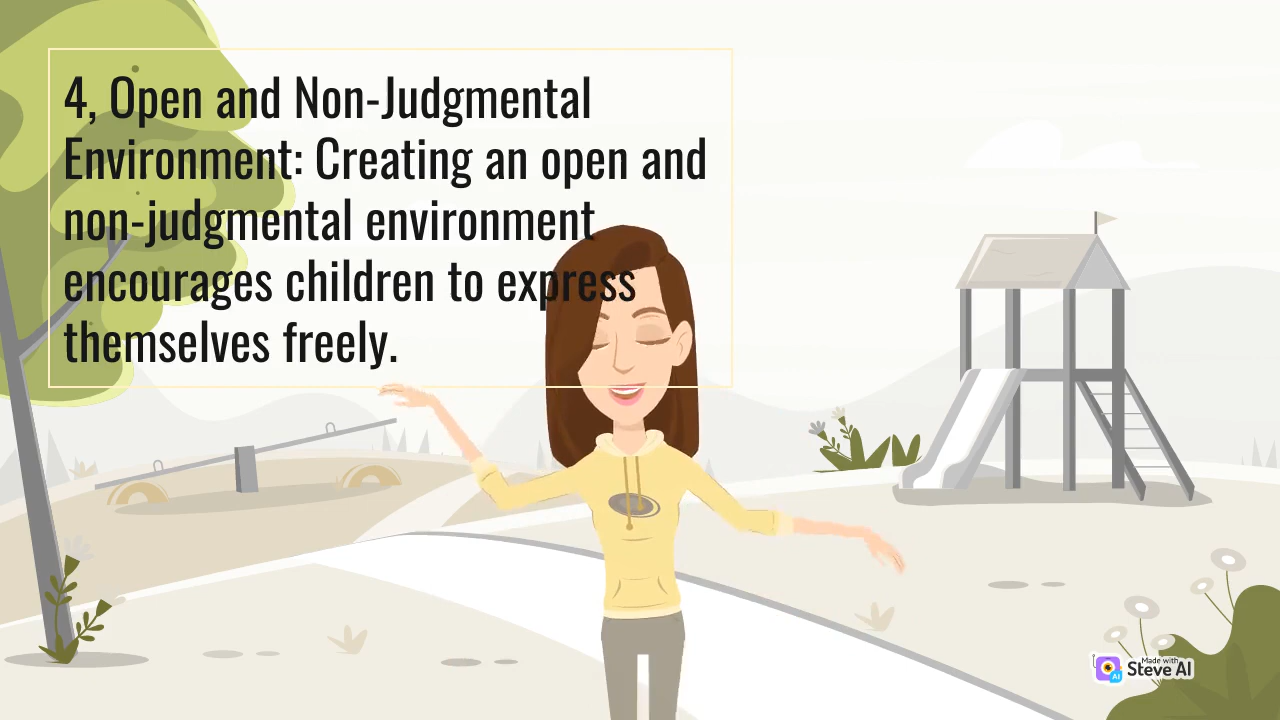 4, Open and Non-Judgmental
Environment: Creating an open and
non-judgmental environment
encourages children to express
themselves freely.
Made with
Steve AI
AI